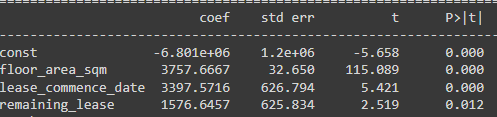 coef std err t P>|t|
const -6.801e+06 1.2e+06 -5.658 0.000
floor_area_sqm 3757.6667 32.650 115.089 0.000
lease_commence_date 3397.5716 626.794 5.421 0.000
remaining_lease 1576.6457 625.834 2.519 0.012